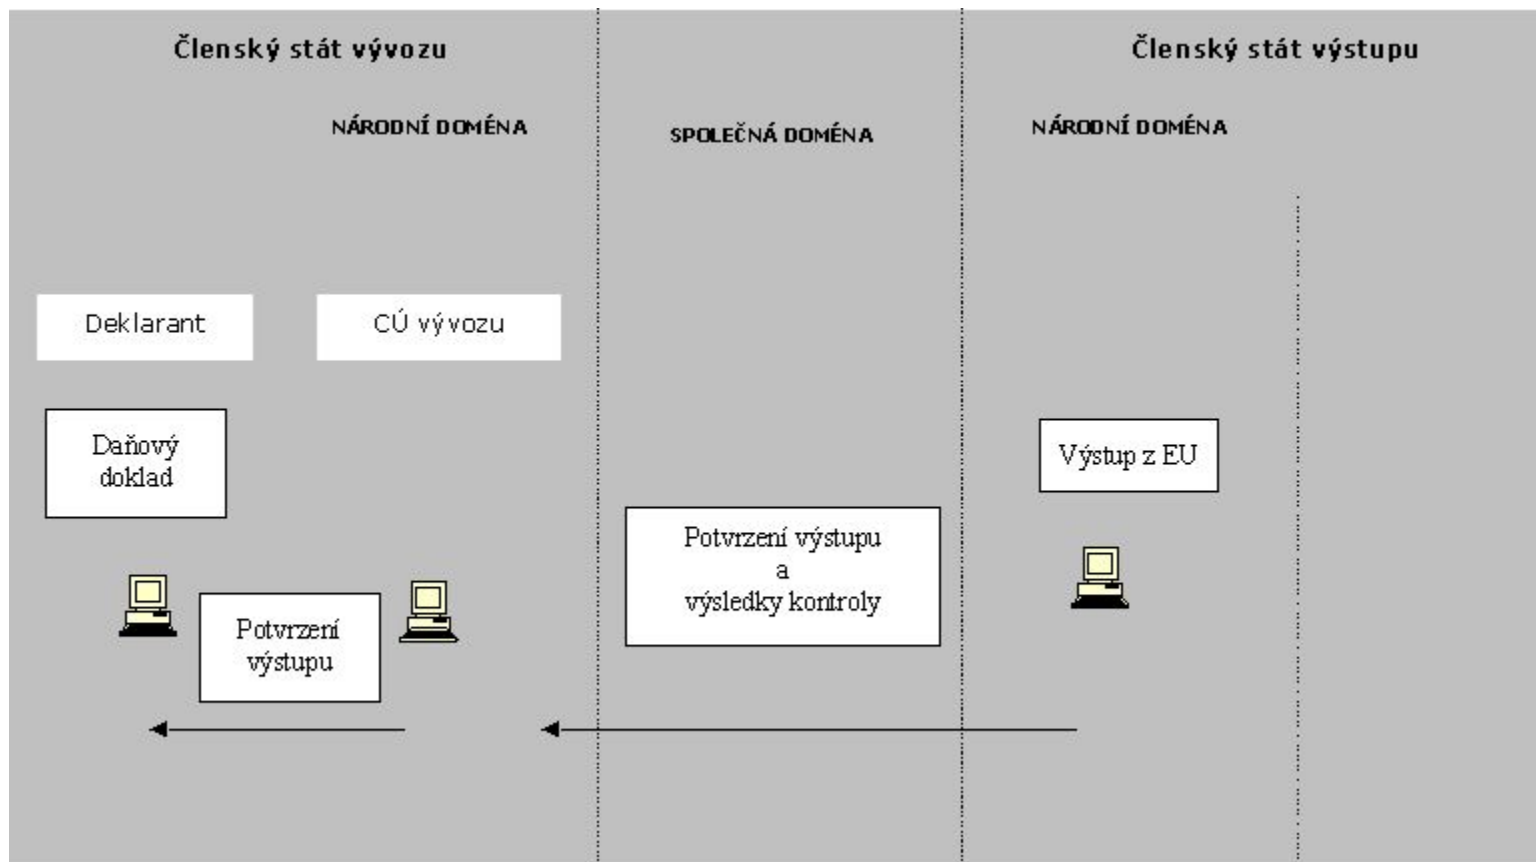 Členský stát vývozu
Členský stát výstupu
NÁRODNÍ DOMÉNA
SPOLEČNÁ DOMÉNA
NÁRODNÍ DOMÉNA
Deklarant
CÚ vývozu
Daňový
doklad
Výstup z EU
Potvrzení výstupu
a
výsledky kontroly
Potvrzení
výstupu